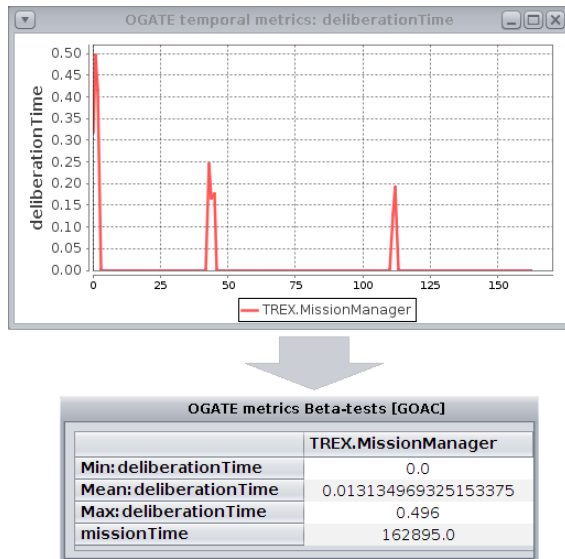 OGATE temporal metrics: deliberationTime
deliberationTime
0.50
0.45
0.40
0.35
0.30
0.25
0.20
0.15
0.10
0.05
0.00
0 25 50 75 100 125 150
TREX.MissionManager
OGATE metrics Beta-tests [GOAC]
TREX.MissionManager
Min:deliberationTime 0.0
Mean:deliberationTime 0.013134969325153375
Max:deliberationTime 0.496
missionTime 162895.0